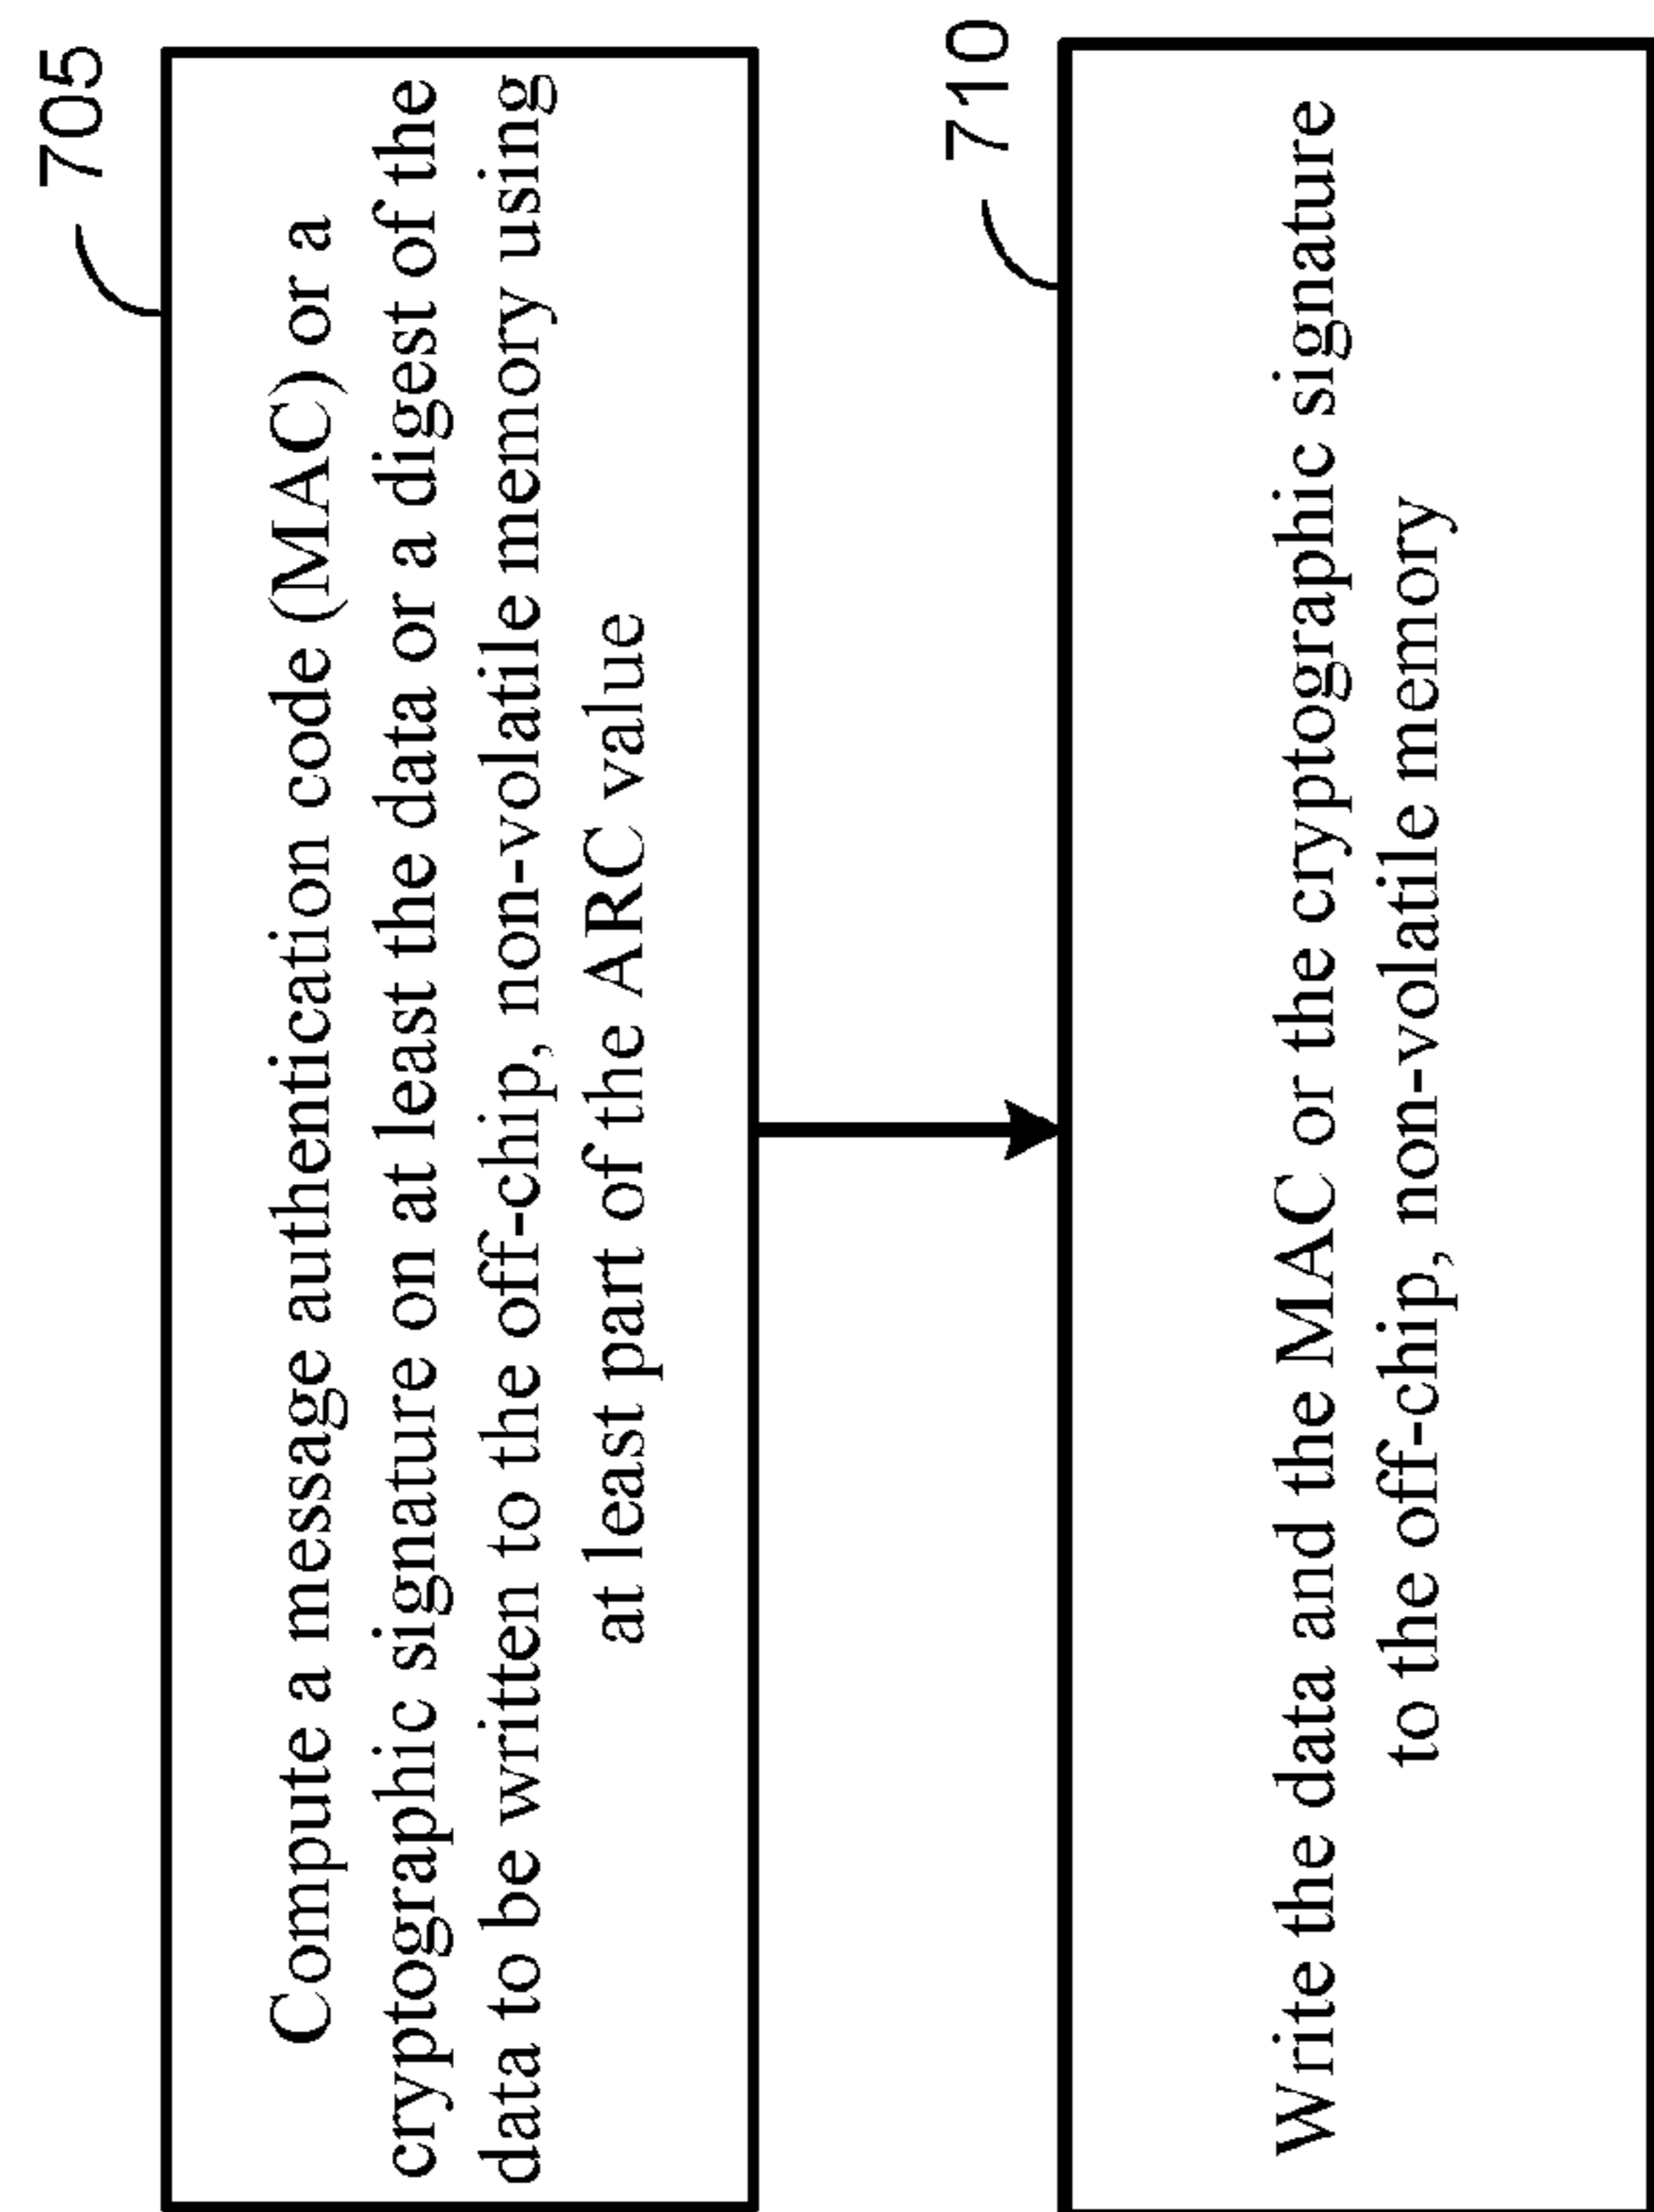 705
Compute a message authentication code (MAC) or a
cryptographic signature on at least the data or a digest of the
data to be written to the off-chip, non-volatile memory using
at least part of the ARC value
710
Write the data and the MAC or the cryptographic signature
to the off-chip, non-volatile memory